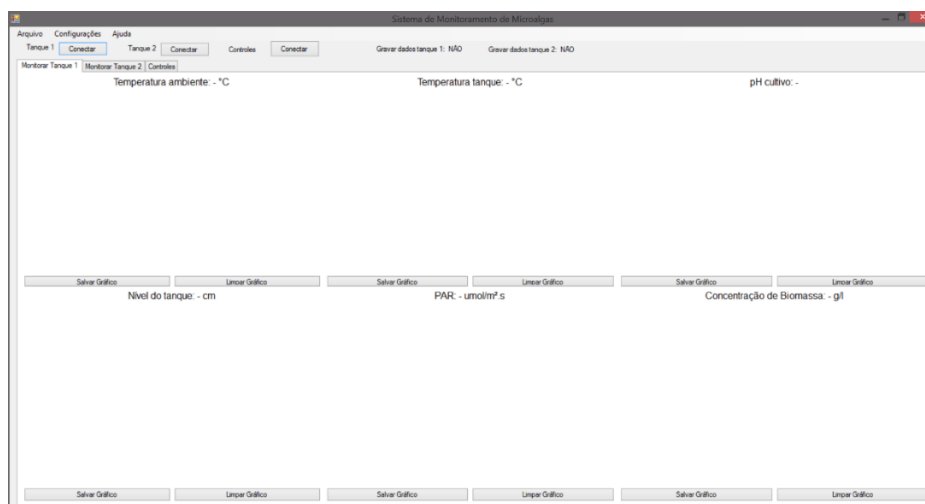 Sistema de Monitoramento de Microalgas
Arquivo Configurações Ajuda
Tanque 1 Conectar Tanque 2 Conectar Controles Conectar Gravar dados tanque 1: NÃO Gravar dados tanque 2: NÃO
Monitorar Tanque 1 Monitorar Tanque 2 Controles
Temperatura ambiente: - °C Temperatura tanque: - °C pH cultivo: -
Salvar Gráfico Limpar Gráfico Salvar Gráfico Limpar Gráfico Salvar Gráfico Limpar Gráfico
Nível do tanque: - cm PAR: - umol/m².s Concentração de Biomassa: - g/l
Salvar Gráfico Limpar Gráfico Salvar Gráfico Limpar Gráfico Salvar Gráfico Limpar Gráfico